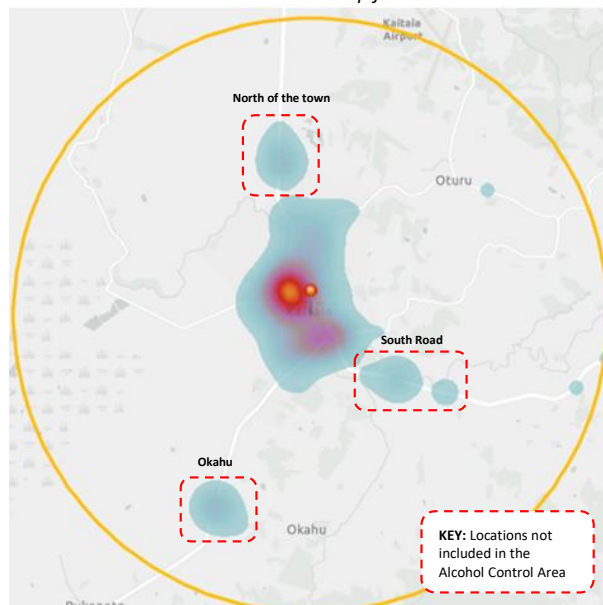 Kaitaia
Airport
North of the town
Oturu
South Road
Okahu
Okahu
KEY: Locations not
included in the
Alcohol Control Area